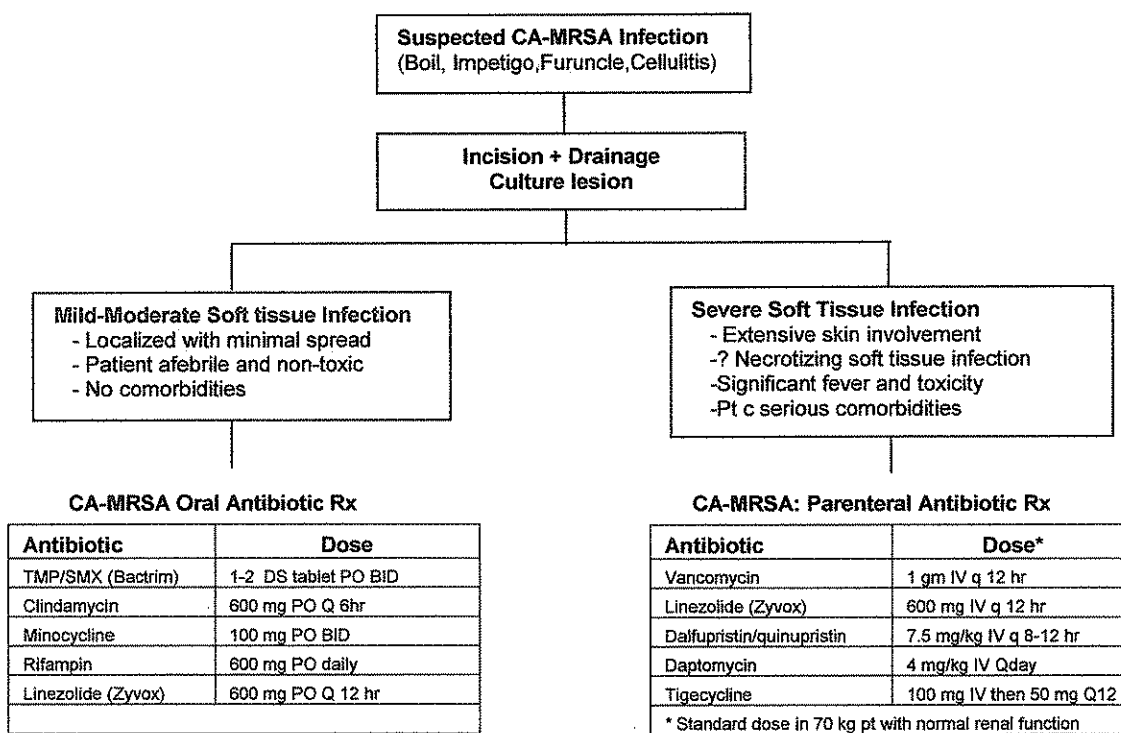 Suspected CA-MRSA Infection
(Boil, Impetigo,Furuncle,Cellulitis)
Incision + Drainage
Culture lesion
Mild-Moderate Soft tissue Infection
- Localized with minimal spread
- Patient afebrile and non-toxic
- No comorbidities
Severe Soft Tissue Infection
- Extensive skin involvement
-? Necrotizing soft tissue infection
-Significant fever and toxicity
-Pt c serious comorbidities
CA-MRSA Oral Antibiotic Rx
Antibiotic Dose
TMP/SMX (Bactrim) 1-2 DS tablet PO BID
Clindamycin 600 mg PO Q 6hr
Minocycline 100 mg PO BID
Rifampin 600 mg PO daily
Linezolide (Zyvox) 600 mg PO Q 12 hr
CA-MRSA: Parenteral Antibiotic Rx
Antibiotic Dose*
Vancomycin 1 gm IV q 12 hr
Linezolide (Zyvox) 600 mg IV q 12 hr
Dalfupristin/quinupristin 7.5 mg/kg IV q 8-12 hr
Daptomycin 4 mg/kg IV Qday
Tigecycline 100 mg IV then 50 mg Q12
* Standard dose in 70 kg pt with normal renal function